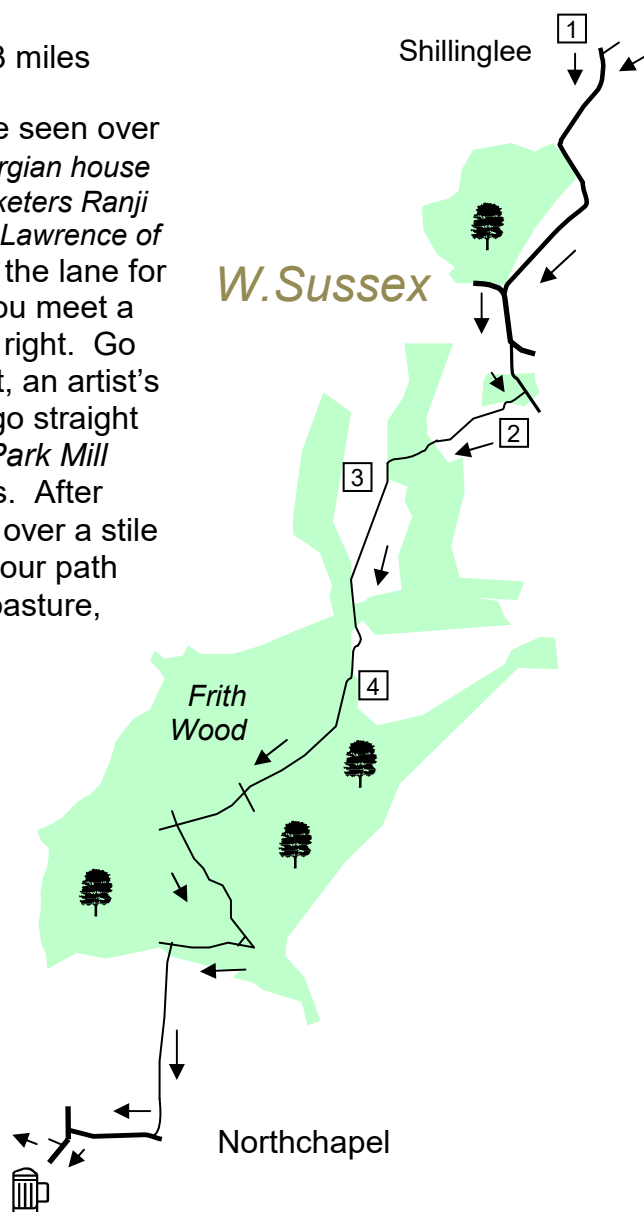 3 miles
Shillinglee
1
e seen over
rgian house
keters Ranji
Lawrence of
the lane for
ou meet a
right. Go
t, an artist's
go straight
Park Mill
s. After
over a stile
our path
pasture,
W.Sussex
2
3
4
Frith
Wood
Northchapel